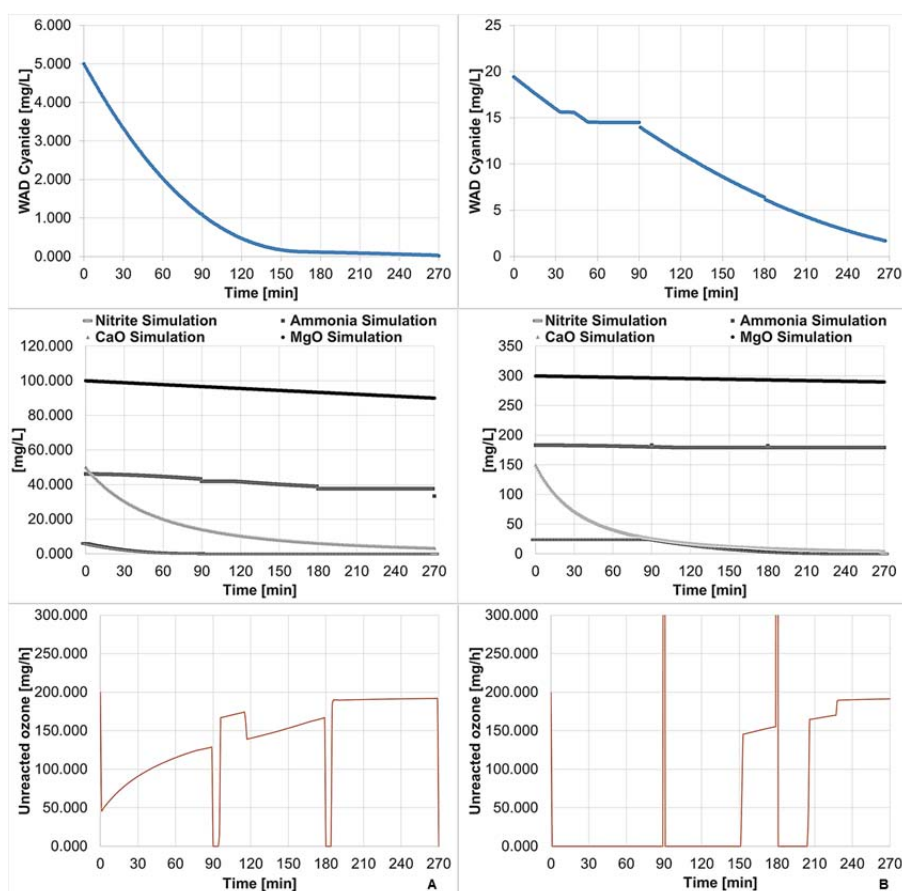 6.000
5.000
4.000
3.000
2.000
1.000
0.000
WAD Cyanide [mg/L]
0 30 60 90 120 150 180 210 240 270
Time [min]
25
20
15
10
5
0
WAD Cyanide [mg/L]
0 30 60 90 120 150 180 210 240 270
Time [min]
Nitrite Simulation Ammonia Simulation
CaO Simulation MgO Simulation
120.000
100.000
80.000
60.000
40.000
20.000
0.000
[mg/L]
0 30 60 90 120 150 180 210 240 270
Time [min]
Nitrite Simulation Ammonia Simulation
CaO Simulation MgO Simulation
350
300
250
200
150
100
50
0
[mg/L]
0 30 60 90 120 150 180 210 240 270
Time [min]
300.000
250.000
200.000
150.000
100.000
50.000
0.000
Unreacted ozone [mg/h]
0 30 60 90 120 150 180 210 240 270
Time [min]
A
300.000
250.000
200.000
150.000
100.000
50.000
0.000
Unreacted ozone [mg/h]
0 30 60 90 120 150 180 210 240 270
Time [min]
B